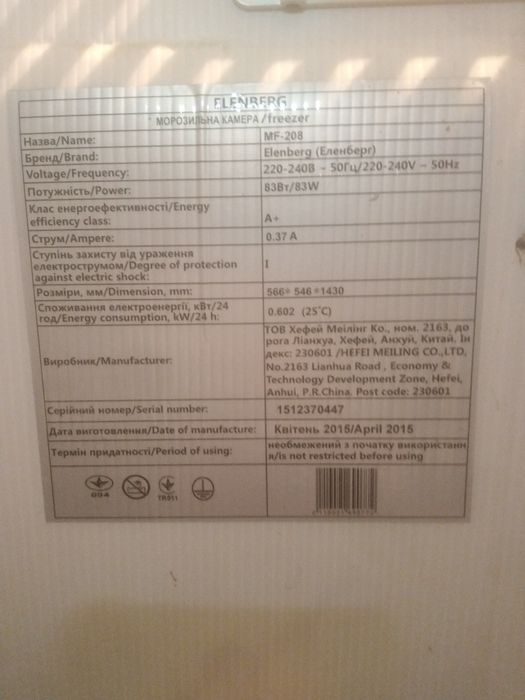 ELENBERG
МОРОЗИЛЬНА КАМЕРА/freezer
Назва/Name: MF-208
Бренд/Brand: Elenberg (Еленберг)
Voltage/Frequency: 220-240В ~ 50Гц/220-240V ~ 50Hz
Потужність/Power: 83Вт/83W
Клас енергоефективності/Energy
efficiency class: A+
Струм/Ampere: 0.37 A
Ступінь захисту від ураження
електрострумом/Degree of protection
against electric shock: I
Розміри, мм/Dimension, mm: 566* 546 *1430
Споживання електроенергії, кВт/24
год/Energy consumption, kW/24 h: 0.602 (25˚C)
Виробник/Manufacturer:
ТОВ Хефей Мейлінг Ко., ном. 2163, до
рога Ліанхуа, Хефей, Анхуй, Китай. Ін
декс: 230601 /HEFEI MEILING CO.,LTD,
No.2163 Lianhua Road , Economy &
Technology Development Zone, Hefei,
Anhui, P.R.China, Post code: 230601
Серійний номер/Serial number: 1512370447
Дата виготовлення/Date of manufacture: Квітень 2015/April 2015
Термін придатності/Period of using: необмежений з початку використанн
я/is not restricted before using
004
TR051